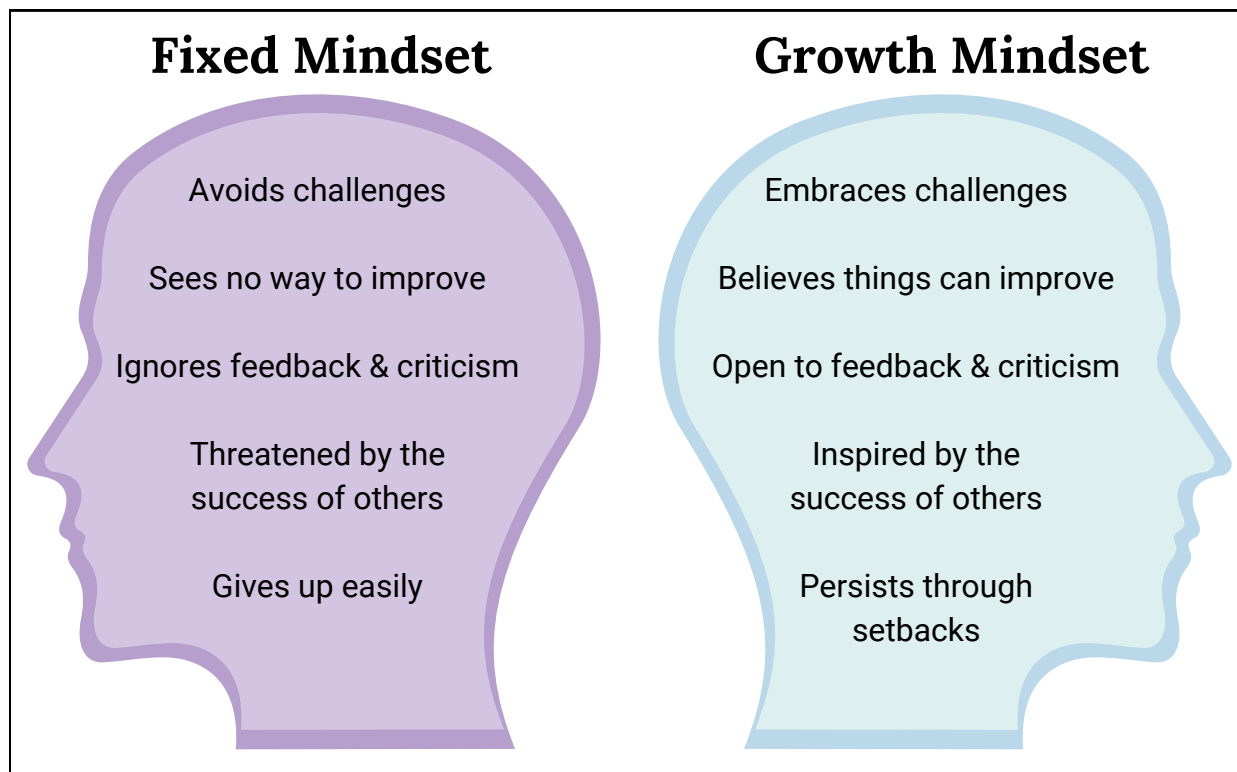 Fixed Mindset
Avoids challenges
Sees no way to improve
Ignores feedback & criticism
Threatened by the
success of others
Gives up easily
Growth Mindset
Embraces challenges
Believes things can improve
Open to feedback & criticism
Inspired by the
success of others
Persists through
setbacks